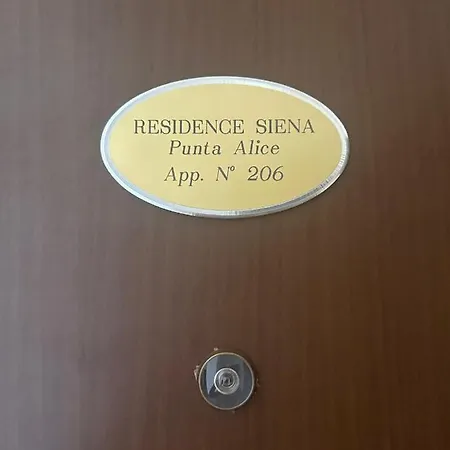 RESIDENCE SIENA
Punta Alice
App. N° 206